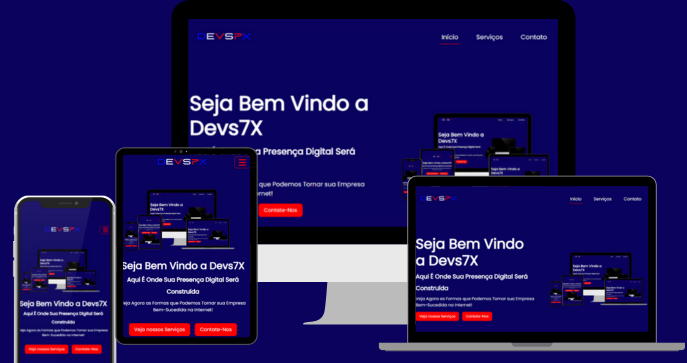 DEVS7X
Início Serviços Contato
Seja Bem Vindo a
Devs7X
a Presença Digital Será
que Podemos Tornar sua Empresa
ernet!
Contate-Nos
DEVS7X
Seja Bem Vindo a Devs7X
Aqui É Onde Sua Presença Digital Será
Construída
Veja Agora as Formas que Podemos Tornar sua Empresa
Bem-Sucedida na Internet!
Veja nossos Serviços Contate-Nos
DEVS7X
Seja Bem Vindo a Devs7X
Aqui É Onde Sua Presença Digital Será
Construída
Veja Agora as Formas que Podemos Tornar sua Empresa
Bem-Sucedida na Internet!
Veja nossos Serviços Contate-Nos
DEVS7X
Início Serviços Contato
Seja Bem Vindo
a Devs7X
Aqui É Onde Sua Presença Digital Será
Construída
Veja Agora as Formas que Podemos Tornar sua Empresa
Bem-Sucedida na Internet!
Veja nossos Serviços Contate-Nos
Seja Bem Vindo a
Devs7X